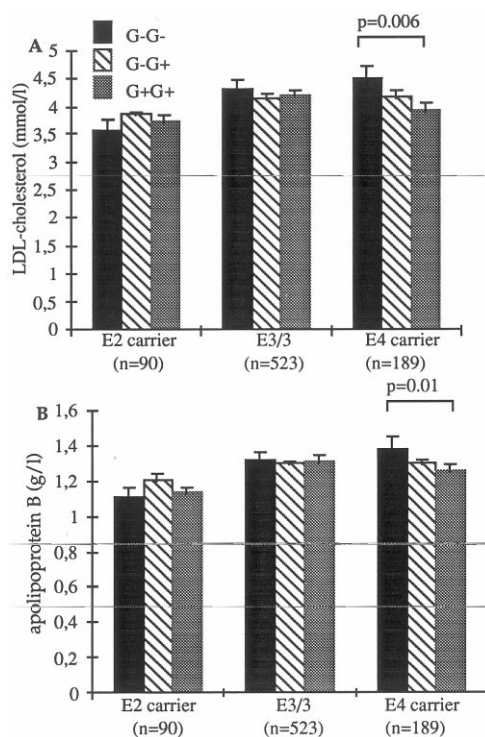 p=0.006
A
G-G-
G-G+
G+G+
LDL-cholesterol (mmol/l)
5
4,5
4
3,5
3
2,5
2
1,5
1
0,5
0
E2 carrier
E3/3
E4 carrier
(n=90)
(n=523)
(n=189)
p=0.01
B
apolipoprotein B (g/l)
1,6
1,4
1,2
1
0,8
0,6
0,4
0,2
0
E2 carrier
E3/3
E4 carrier
(n=90)
(n=523)
(n=189)